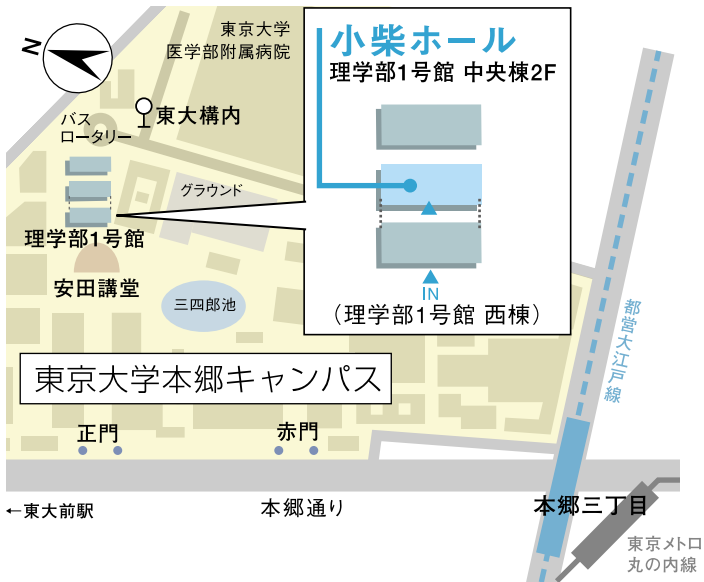 N
東京大学
医学部附属病院
小柴ホール
理学部1号館 中央棟2F
バス
ロータリー
東大構内
グラウンド
理学部1号館
安田講堂
三四郎池
IN
(理学部1号館 西棟)
都営大江戸線
東京大学本郷キャンパス
正門
赤門
←東大前駅
本郷通り
本郷三丁目
東京メトロ
丸の内線